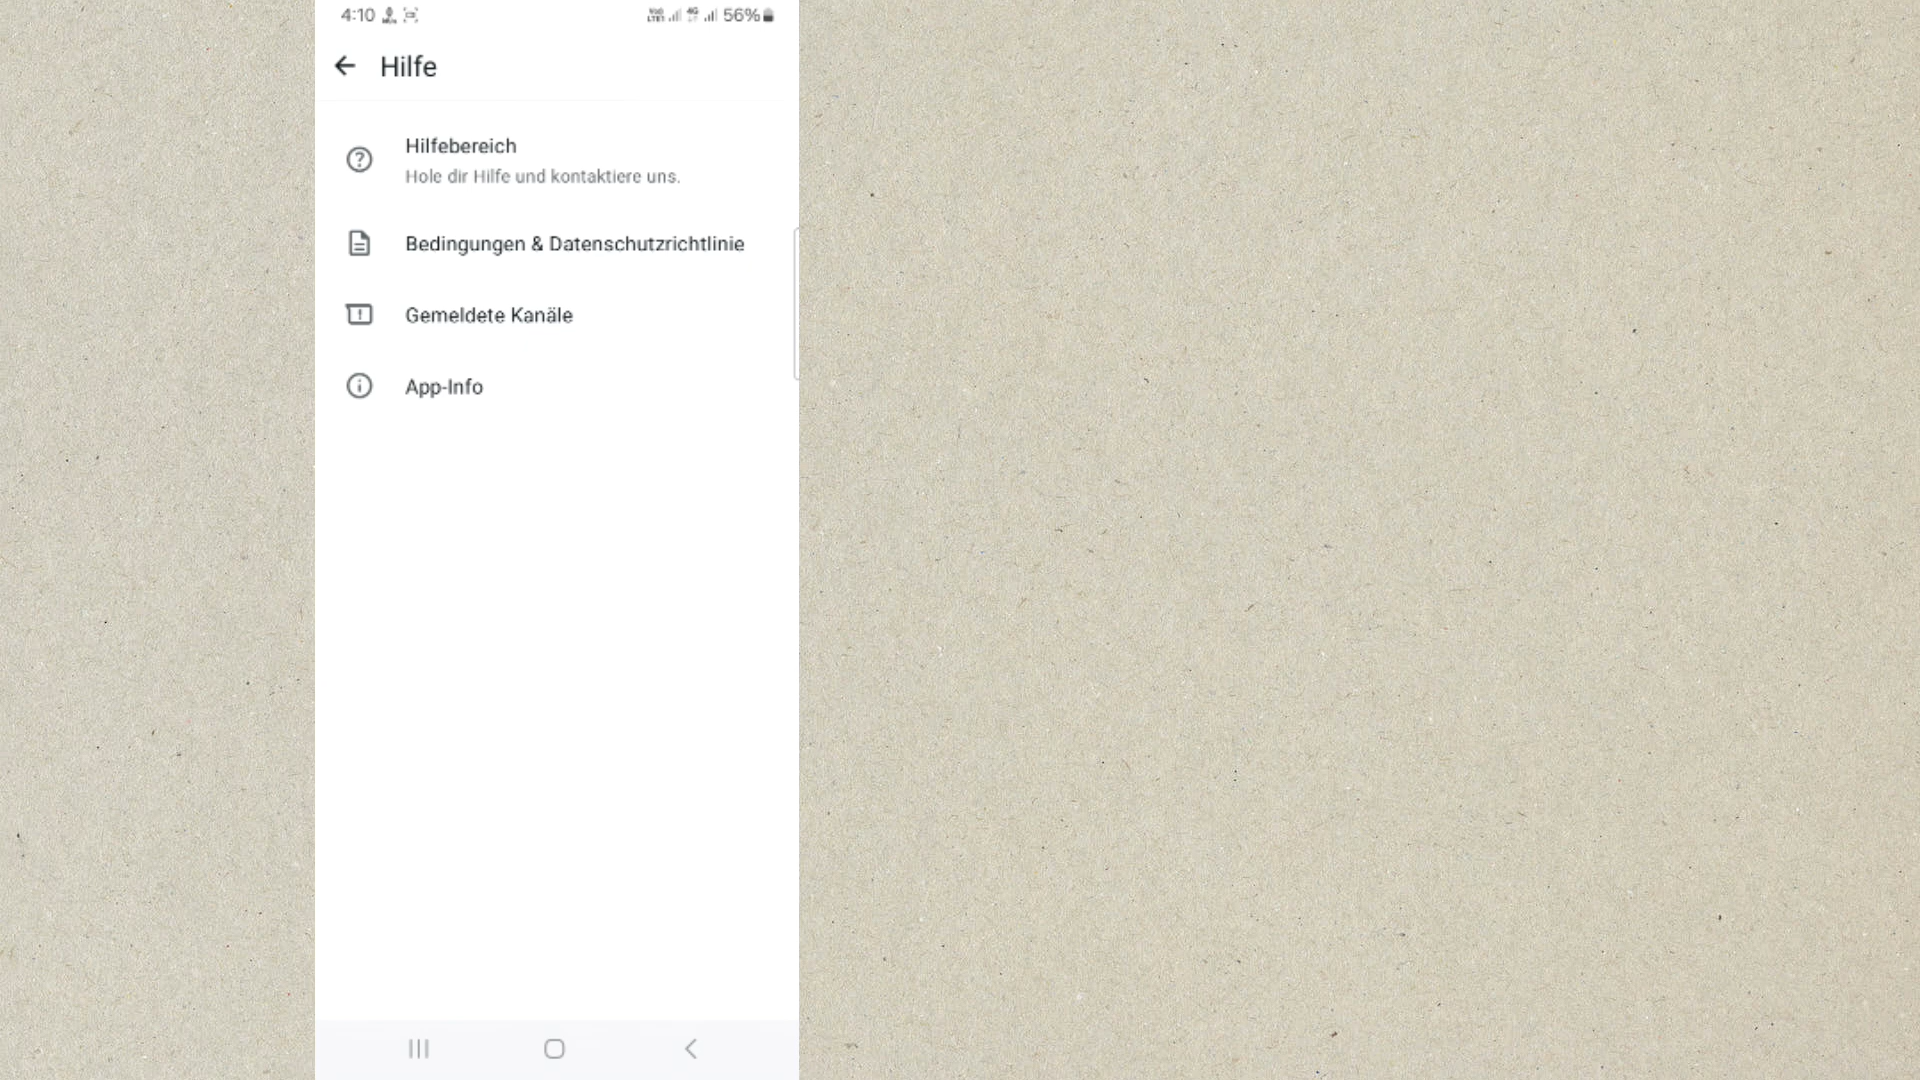 4:10 56%
Hilfe
Hilfebereich
Hole dir Hilfe und kontaktiere uns.
Bedingungen & Datenschutzrichtlinie
Gemeldete Kanäle
App-Info